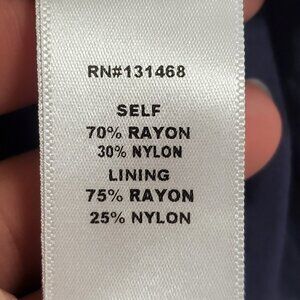 RN#131468
SELF
70% RAYON
30% NYLON
LINING
75% RAYON
25% NYLON